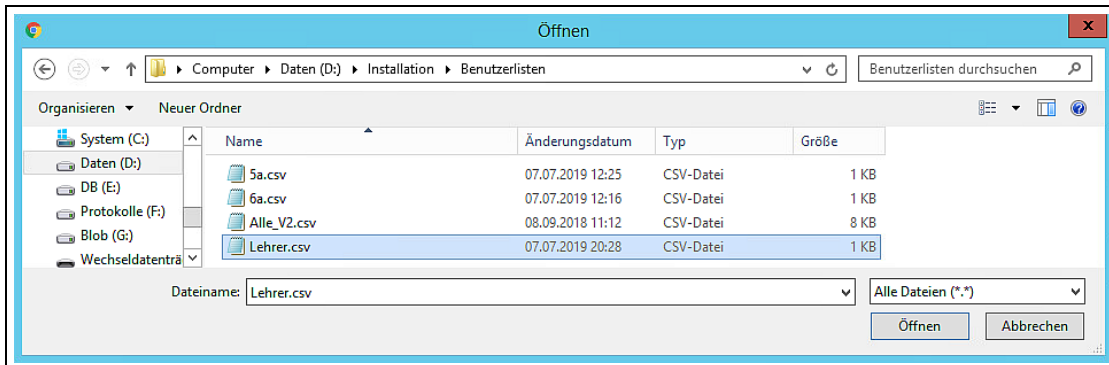 Öffnen x
Computer Daten (D:) Installation Benutzerlisten Benutzerlisten durchsuchen
Organisieren Neuer Ordner
System (C:)
Daten (D:)
DB (E:)
Protokolle (F:)
Blob (G:)
Wechseldatenträ
Name Änderungsdatum Typ Größe
5a.csv 07.07.2019 12:25 CSV-Datei 1 KB
6a.csv 07.07.2019 12:16 CSV-Datei 1 KB
Alle_V2.csv 08.09.2018 11:12 CSV-Datei 8 KB
Lehrer.csv 07.07.2019 20:28 CSV-Datei 1 KB
Dateiname: Lehrer.csv Alle Dateien (*.*)
Öffnen Abbrechen